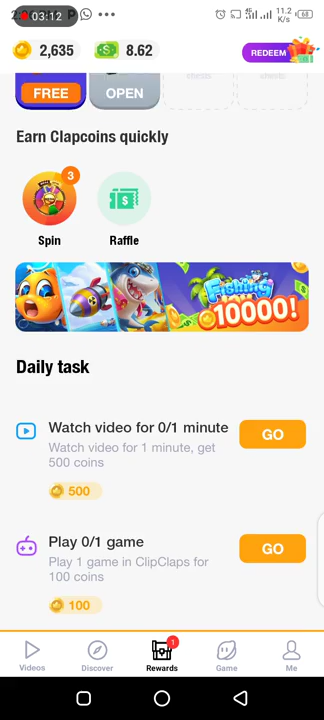 03:12
11.2
K/s
68
2,635
8.62
REDEEM
FREE
OPEN
Earn Clapcoins quickly
3
Spin
Raffle
Fishing
10000!
Daily task
Watch video for 0/1 minute
Watch video for 1 minute, get
500 coins
GO
500
Play 0/1 game
Play 1 game in ClipClaps for
100 coins
GO
100
1
Videos
Discover
Rewards
Game
Me